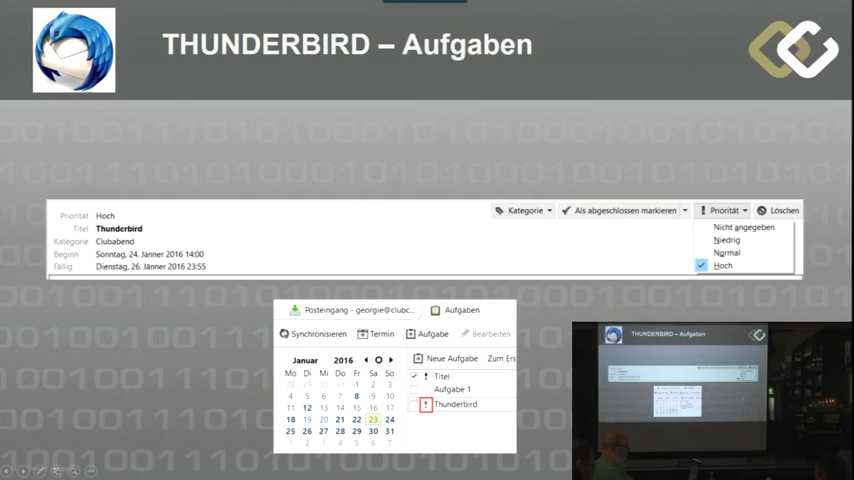 THUNDERBIRD – Aufgaben
Kategorie Als abgeschlossen markieren Priorität Löschen
Priorität Hoch
Titel Thunderbird
Kategorie Clubabend
Beginn Sonntag, 24. Jänner 2016 14:00
Fällig Dienstag, 26. Jänner 2016 23:55
Nicht angegeben
Niedrig
Normal
Hoch
Posteingang - georgie@clubc... Aufgaben
Synchronisieren Termin Aufgabe Bearbeiten
Januar 2016
Mo Di Mi Do Fr Sa So
28 29 30 31 1 2 3
4 5 6 7 8 9 10
11 12 13 14 15 16 17
18 19 20 21 22 23 24
25 26 27 28 29 30 31
1 2 3 4 5 6 7
Neue Aufgabe Zum Ers
! Titel
Aufgabe 1
! Thunderbird
THUNDERBIRD – Aufgaben